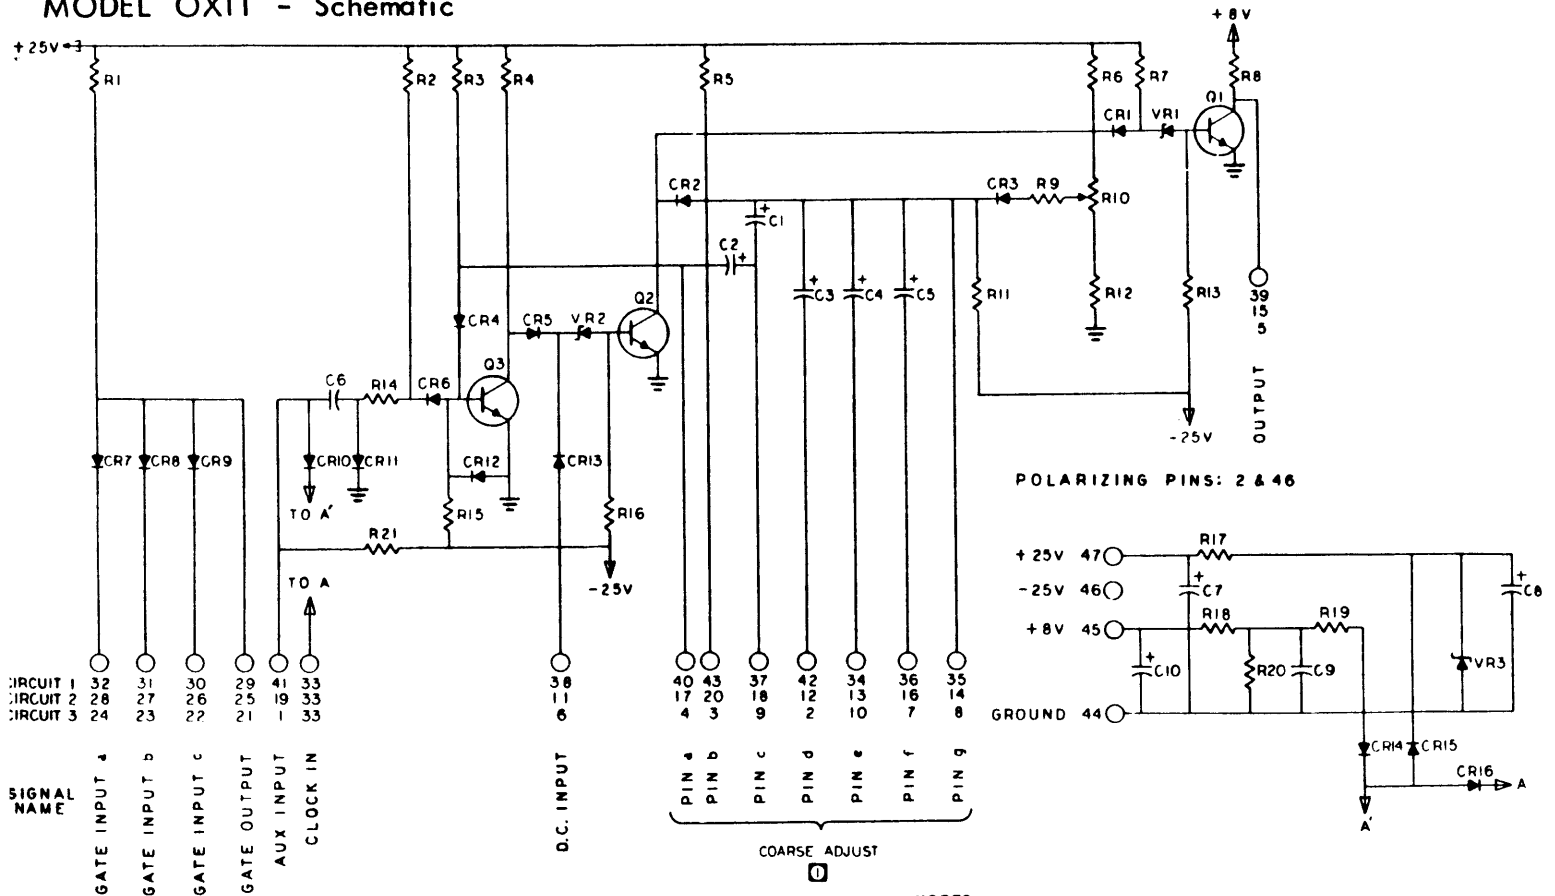 MODEL OX11 - Schematic
+8V
+25V
R1
R2
R3
R4
R5
R6
R7
R8
Q1
CR1
VR1
CR2
CR3
R9
R10
C1
C2
C3
C4
C5
R11
R12
R13
39
15
5
OUTPUT
CR4
CR5
VR2
Q2
Q3
C6
R14
CR6
CR7
CR8
CR9
CR10
CR11
CR12
CR13
TO A'
R15
R16
R21
TO A
-25V
-25V
POLARIZING PINS: 2 & 46
+25V 47
R17
-25V 46
C7
C8
+8V 45
R18
R19
C10
R20
C9
VR3
GROUND 44
CR14
CR15
CR16
A
A'
CIRCUIT 1 32 31 30 29 41 33 38 40 43 37 42 34 36 35
CIRCUIT 2 28 27 26 25 19 33 11 17 20 18 12 13 16 14
CIRCUIT 3 24 23 22 21 1 33 6 4 3 9 2 10 7 8
SIGNAL
NAME
GATE INPUT a
GATE INPUT b
GATE INPUT c
GATE OUTPUT
AUX INPUT
CLOCK IN
D.C. INPUT
PIN a
PIN b
PIN c
PIN d
PIN e
PIN f
PIN g
COARSE ADJUST
1